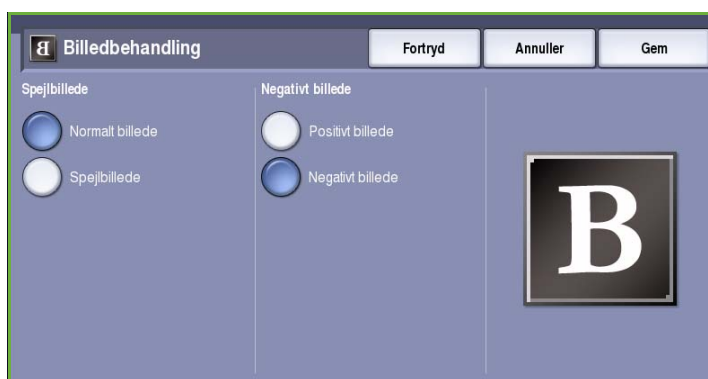 B Billedbehandling
Fortryd
Annuller
Gem
Spejlbillede
Normalt billede
Spejlbillede
Negativt billede
Positivt billede
Negativt billede
B